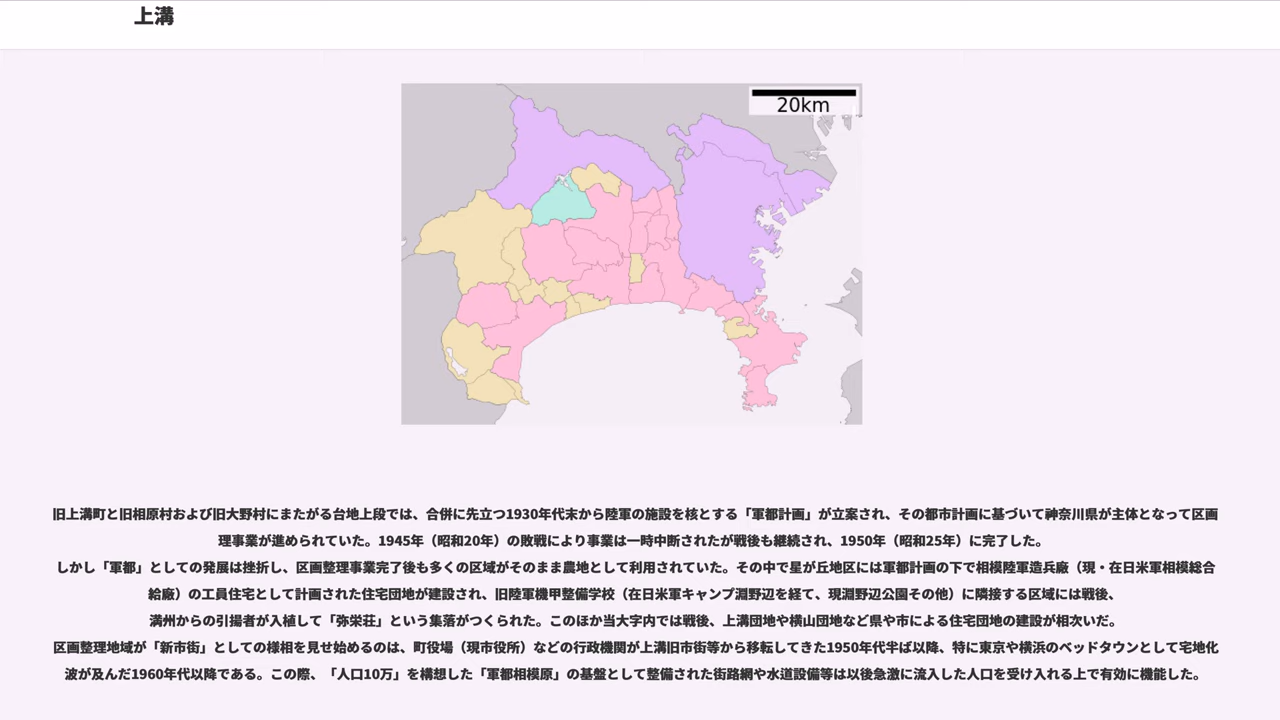 上溝
20km
旧上溝町と旧相原村および旧大野村にまたがる台地上段では、合併に先立つ1930年代末から陸軍の施設を核とする「軍都計画」が立案され、その都市計画に基づいて神奈川県が主体となって区画
理事業が進められていた。1945年（昭和20年）の敗戦により事業は一時中断されたが戦後も継続され、1950年（昭和25年）に完了した。
しかし「軍都」としての発展は挫折し、区画整理事業完了後も多くの区域がそのまま農地として利用されていた。その中で星が丘地区には軍都計画の下で相模陸軍造兵廠（現・在日米軍相模総合
給廠）の工員住宅として計画された住宅団地が建設され、旧陸軍機甲整備学校（在日米軍キャンプ淵野辺を経て、現淵野辺公園その他）に隣接する区域には戦後、
満州からの引揚者が入植して「弥栄荘」という集落がつくられた。このほか当大字内では戦後、上溝団地や横山団地など県や市による住宅団地の建設が相次いだ。
区画整理地域が「新市街」としての様相を見せ始めるのは、町役場（現市役所）などの行政機関が上溝旧市街等から移転してきた1950年代半ば以降、特に東京や横浜のベッドタウンとして宅地化
波が及んだ1960年代以降である。この際、「人口10万」を構想した「軍都相模原」の基盤として整備された街路網や水道設備等は以後急激に流入した人口を受け入れる上で有効に機能した。